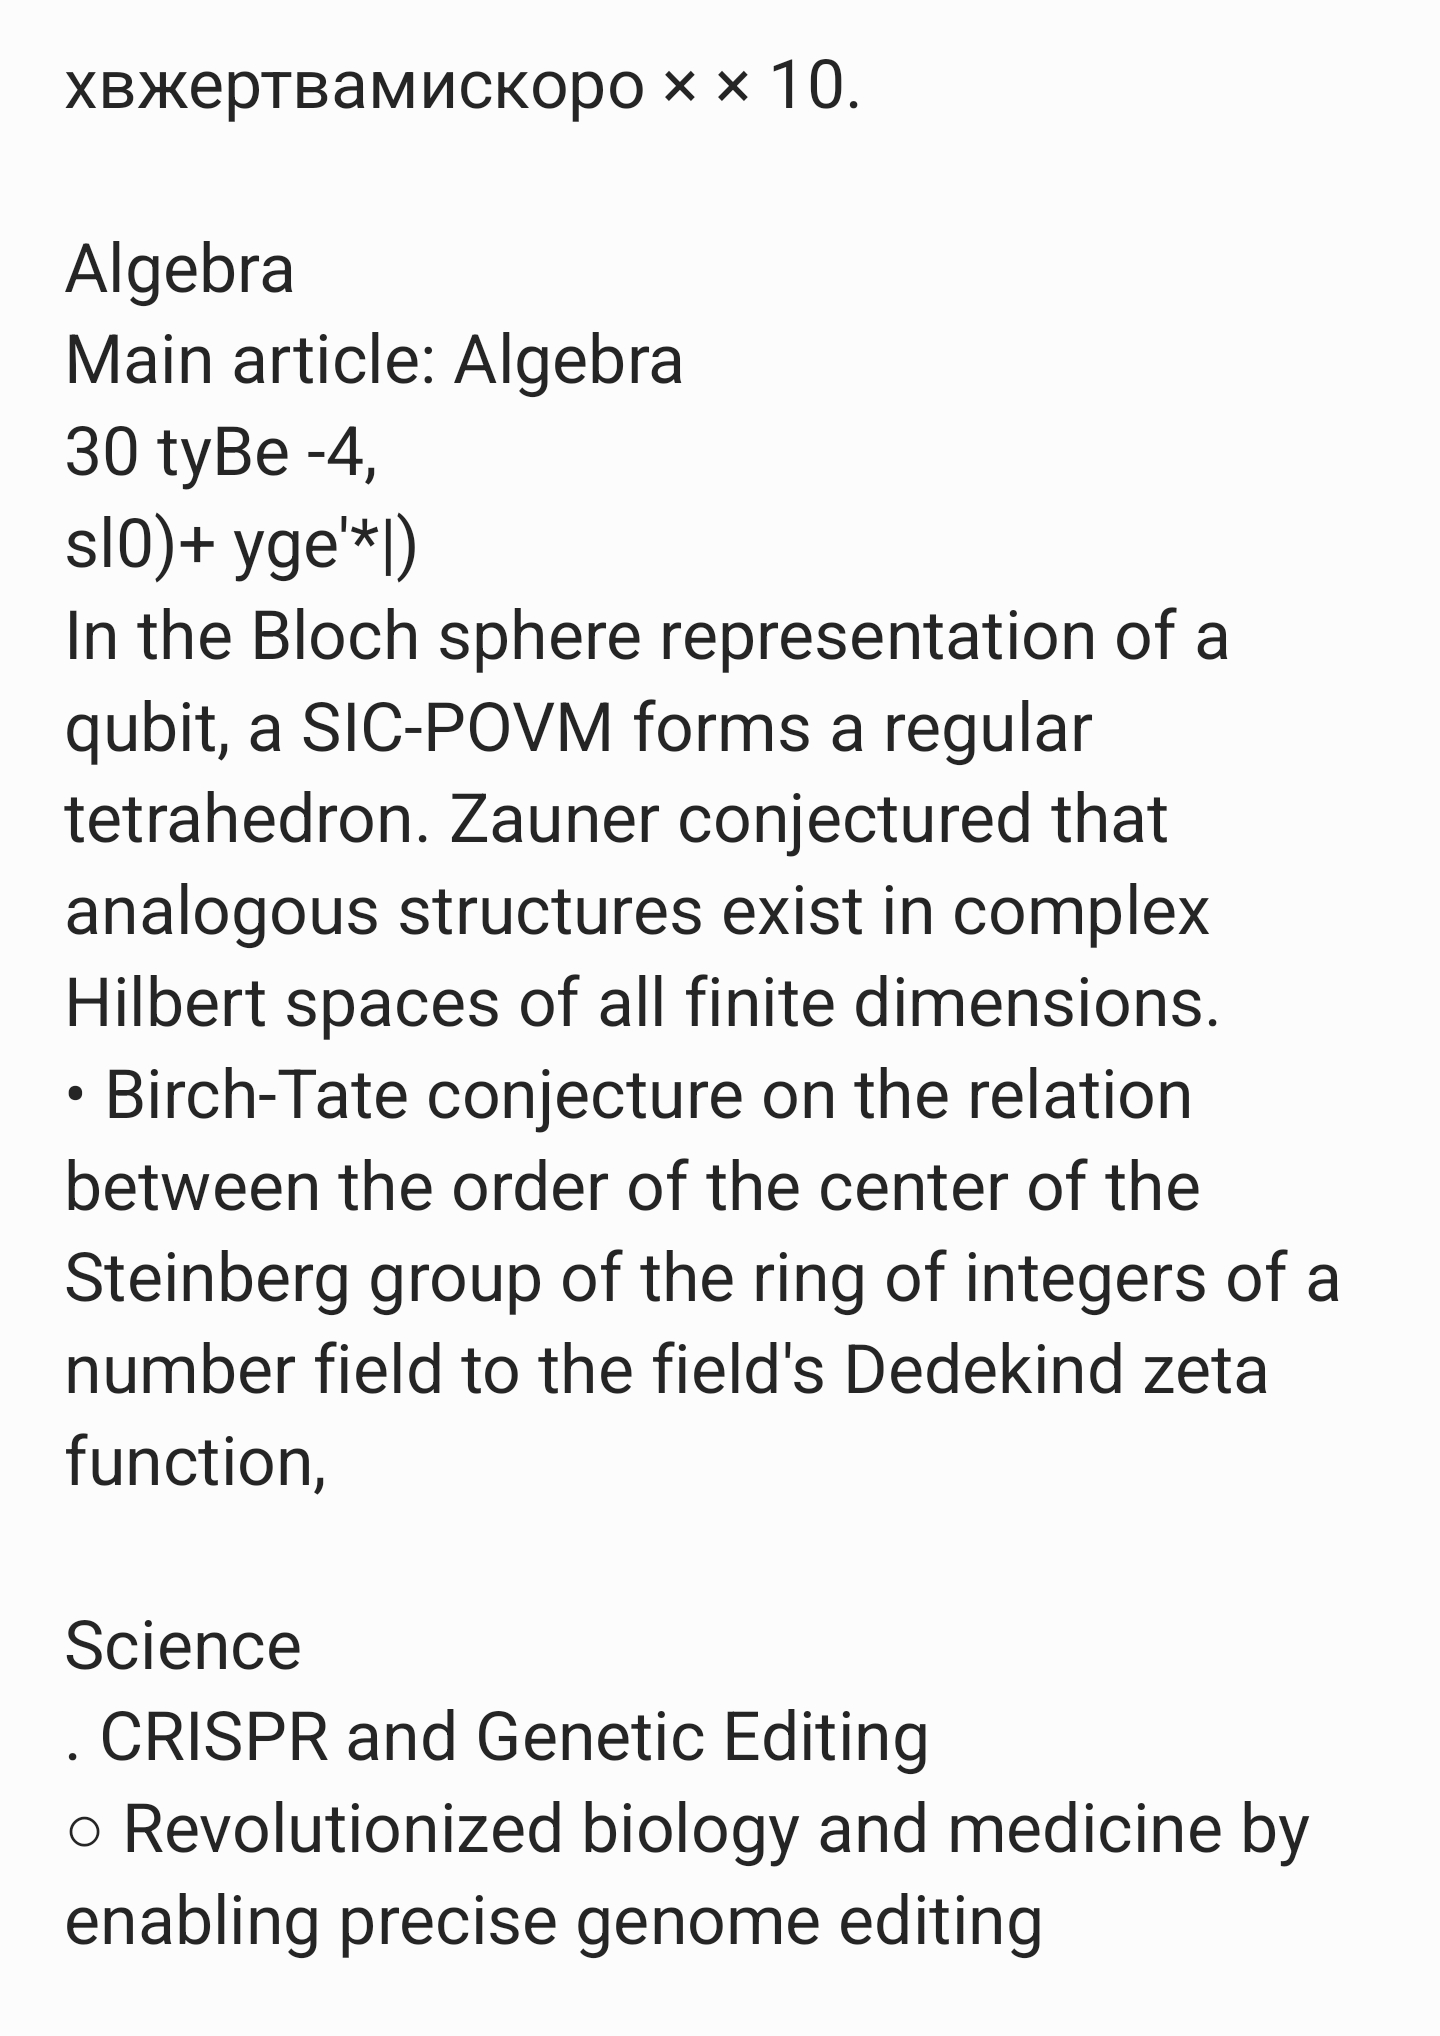 хвжертвамискоро × × 10.
Algebra
Main article: Algebra
30 tyBe -4,
sl0)+ yge'*|)
In the Bloch sphere representation of a
qubit, a SIC-POVM forms a regular
tetrahedron. Zauner conjectured that
analogous structures exist in complex
Hilbert spaces of all finite dimensions.
• Birch-Tate conjecture on the relation
between the order of the center of the
Steinberg group of the ring of integers of a
number field to the field's Dedekind zeta
function,
Science
. CRISPR and Genetic Editing
○ Revolutionized biology and medicine by
enabling precise genome editing